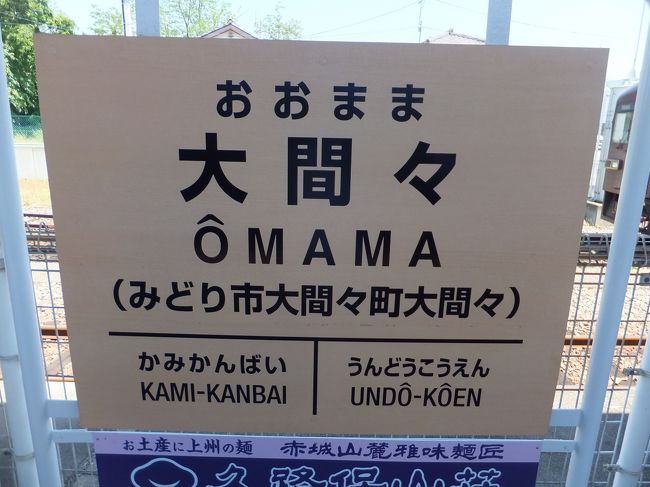 おおまま
大間々
ÔMAMA
(みどり市大間々町大間々)
かみかんばい
KAMI-KANBAI
うんどうこうえん
UNDÔ-KÔEN
お土産に上州の麺 赤城山麓雅味麺匠